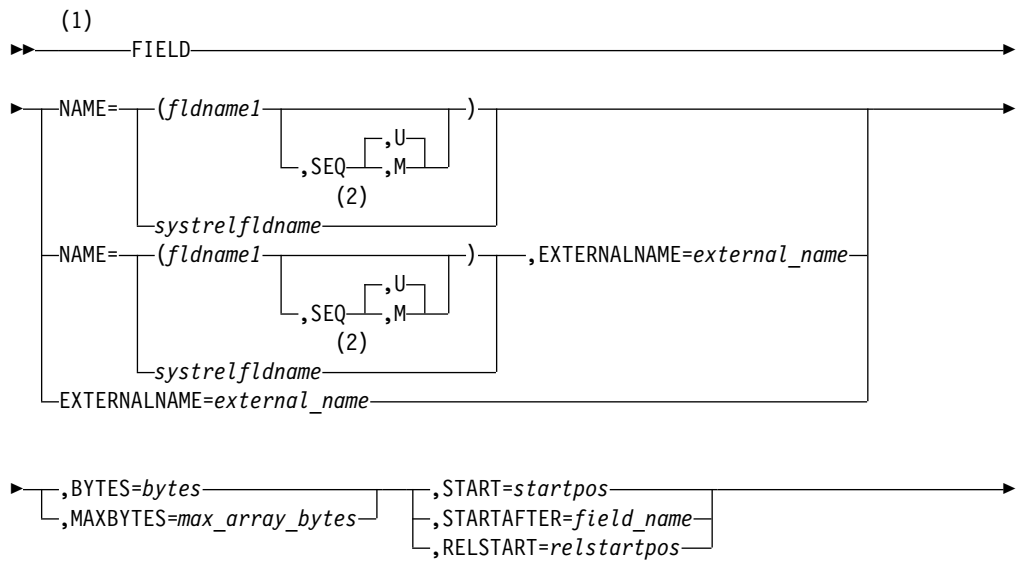 (1)
FIELD
NAME= (fldname1 )
,U
,SEQ ,M
(2)
systrelfldname
NAME= (fldname1 ) ,EXTERNALNAME=external_name
,U
,SEQ ,M
(2)
systrelfldname
EXTERNALNAME=external_name
,BYTES=bytes ,START=startpos
,MAXBYTES=max_array_bytes ,STARTAFTER=field_name
,RELSTART=relstartpos